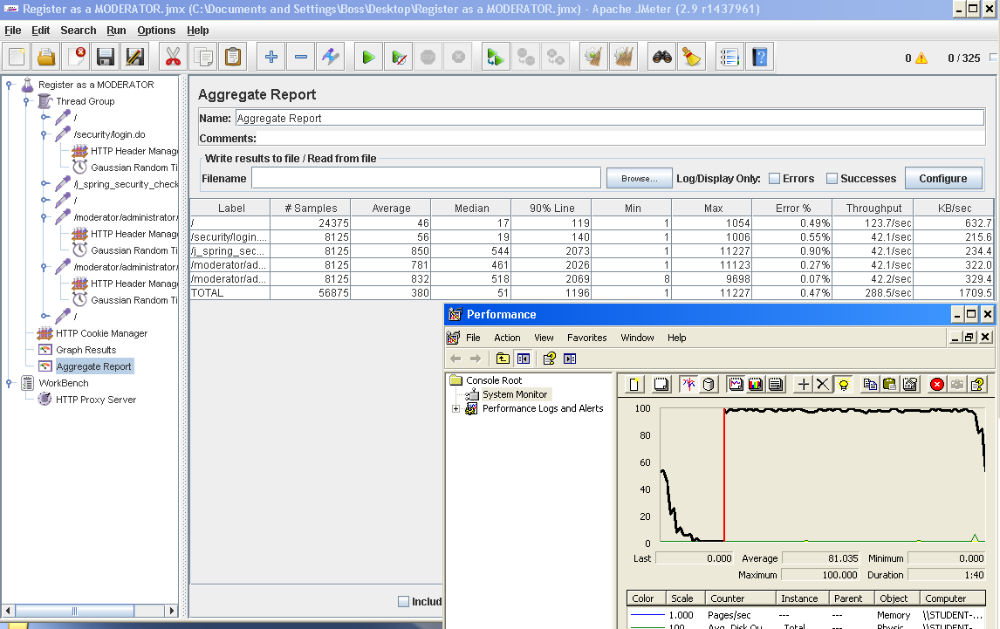 Register as a MODERATOR.jmx (C:\Documents and Settings\Boss\Desktop\Register as a MODERATOR.jmx) - Apache JMeter (2.9 r1437961)
File Edit Search Run Options Help
0 0 / 325
Register as a MODERATOR
Thread Group
/
/security/login.do
HTTP Header Manag
Gaussian Random Ti
/j_spring_security_check
/
/moderator/administrator/
HTTP Header Manag
Gaussian Random Ti
/moderator/administrator/
HTTP Header Manag
Gaussian Random Ti
/
HTTP Cookie Manager
Graph Results
Aggregate Report
WorkBench
HTTP Proxy Server
Aggregate Report
Name: Aggregate Report
Comments:
Write results to file / Read from file
Filename Browse... Log/Display Only: Errors Successes Configure
Label # Samples Average Median 90% Line Min Max Error % Throughput KB/sec
/ 24375 46 17 119 1 1054 0.49% 123.7/sec 632.7
/security/login.... 8125 56 19 140 1 1006 0.55% 42.1/sec 215.6
/j_spring_sec... 8125 850 544 2073 1 11227 0.90% 42.1/sec 234.4
/moderator/ad... 8125 781 461 2026 1 11123 0.27% 42.1/sec 322.0
/moderator/ad... 8125 832 518 2069 8 9698 0.07% 42.2/sec 329.4
TOTAL 56875 380 51 1196 1 11227 0.47% 288.5/sec 1709.5
Includ
Performance
File Action View Favorites Window Help
Console Root
System Monitor
Performance Logs and Alerts
100
80
60
40
20
0
Last 0.000 Average 81.035 Minimum 0.000
Maximum 100.000 Duration 1:40
Color Scale Counter Instance Parent Object Computer
1.000 Pages/sec --- --- Memory \\STUDENT-...
100 Avg. Disk Qu _Total --- Physic \\STUDENT-